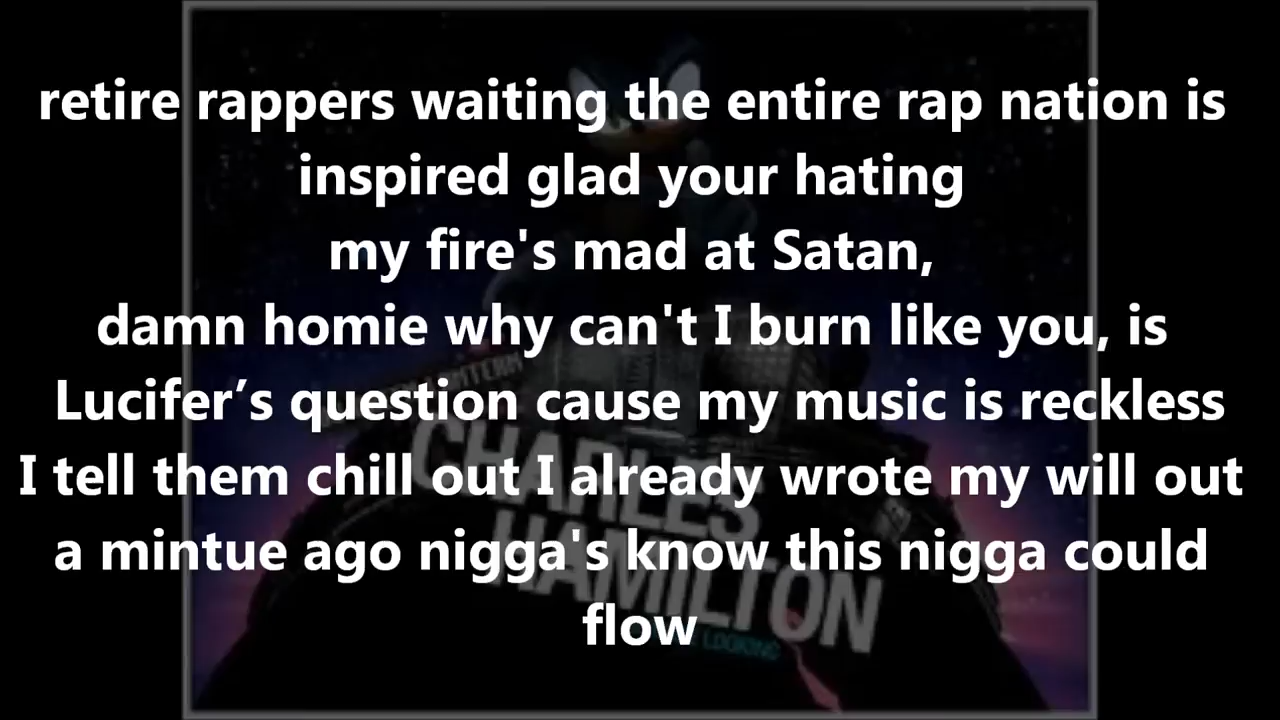 retire rappers waiting the entire rap nation is
inspired glad your hating
my fire's mad at Satan,
damn homie why can't I burn like you, is
Lucifer’s question cause my music is reckless
I tell them chill out I already wrote my will out
a mintue ago nigga's know this nigga could
flow
CHARLES
HAMILTON
LOOKING